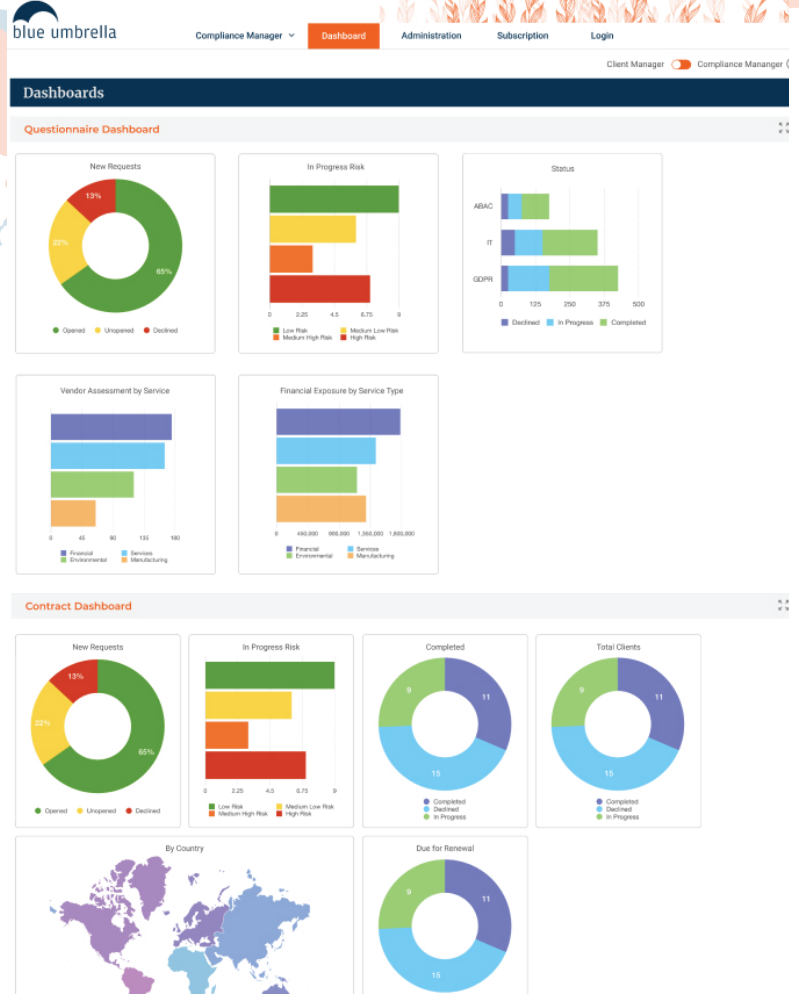 blue umbrella
Compliance Manager
Dashboard
Administration
Subscription
Login
Client Manager
Compliance Mananger
Dashboards
Questionnaire Dashboard
New Requests
13%
22%
65%
Opened Unopened Declined
In Progress Risk
0 2.25 4.5 6.75 9
Low Risk Medium Low Risk
Medium High Risk High Risk
Status
ABAC
IT
GDPR
0 125 250 375 500
Declined In Progress Completed
Vendor Assessment by Service
0 45 90 135 180
Financial Services
Environmental Manufacturing
Financial Exposure by Service Type
0 450,000 900,000 1,350,000 1,800,000
Financial Services
Environmental Manufacturing
Contract Dashboard
New Requests
13%
22%
65%
Opened Unopened Declined
In Progress Risk
0 2.25 4.5 6.75 9
Low Risk Medium Low Risk
Medium High Risk High Risk
Completed
9
11
15
Completed
Declined
In Progress
Total Clients
9
11
15
Completed
Declined
In Progress
By Country
Due for Renewal
9
11
15